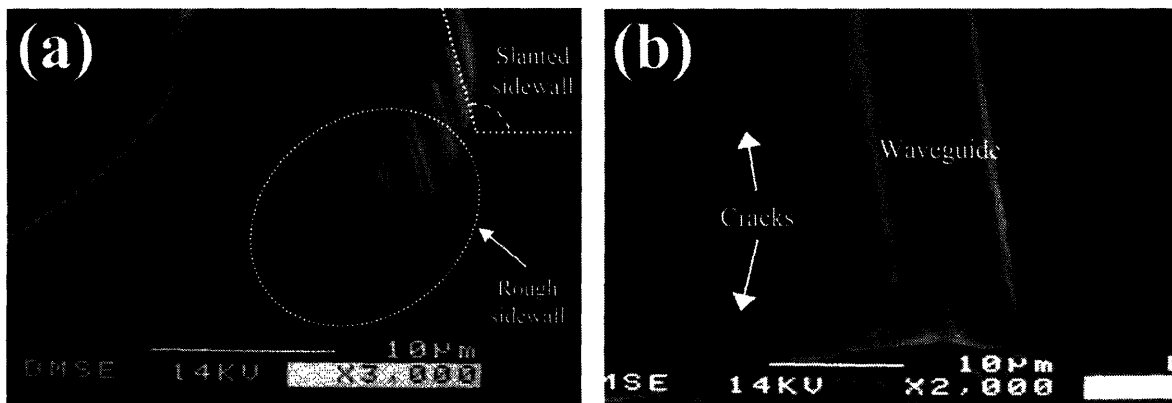 (a)
Slanted
sidewall
Rough
sidewall
10μm
DMSE 14KV X3,000
(b)
Waveguide
Cracks
10μm
MSE 14KV X2,000